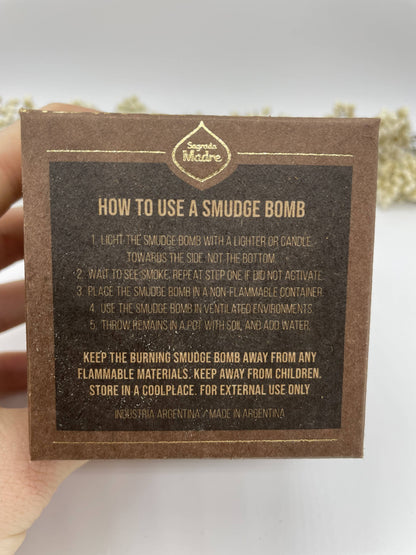 Sagrada
Madre
HOW TO USE A SMUDGE BOMB
1. LIGHT THE SMUDGE BOMB WITH A LIGHTER OR CANDLE
TOWARDS THE SIDE, NOT THE BOTTOM.
2. WAIT TO SEE SMOKE. REPEAT STEP ONE IF DID NOT ACTIVATE.
3. PLACE THE SMUDGE BOMB IN A NON-FLAMMABLE CONTAINER.
4. USE THE SMUDGE BOMB IN VENTILATED ENVIRONMENTS.
5. THROW REMAINS IN A POT WITH SOIL AND ADD WATER.
KEEP THE BURNING SMUDGE BOMB AWAY FROM ANY
FLAMMABLE MATERIALS. KEEP AWAY FROM CHILDREN.
STORE IN A COOLPLACE. FOR EXTERNAL USE ONLY
INDUSTRIA ARGENTINA / MADE IN ARGENTINA